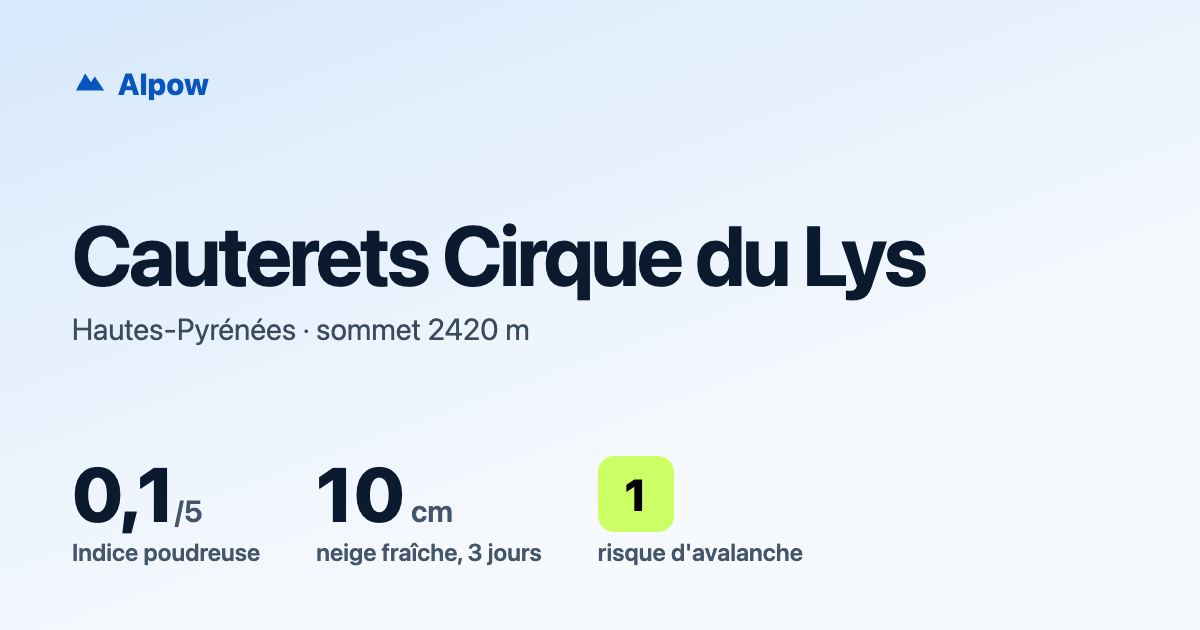 Alpow
Cauterets Cirque du Lys
Hautes-Pyrénées · sommet 2420 m
0,1/5
Indice poudreuse
10 cm
neige fraîche, 3 jours
1
risque d'avalanche